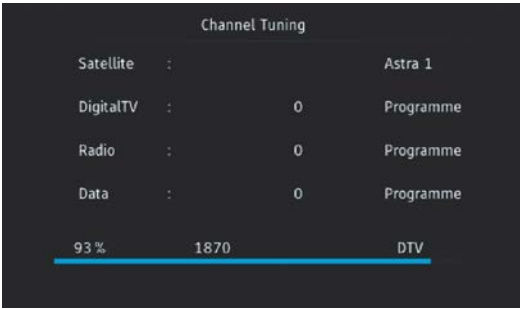 Channel Tuning
Satellite : Astra 1
DigitalTV : 0 Programme
Radio : 0 Programme
Data : 0 Programme
93 % 1870 DTV